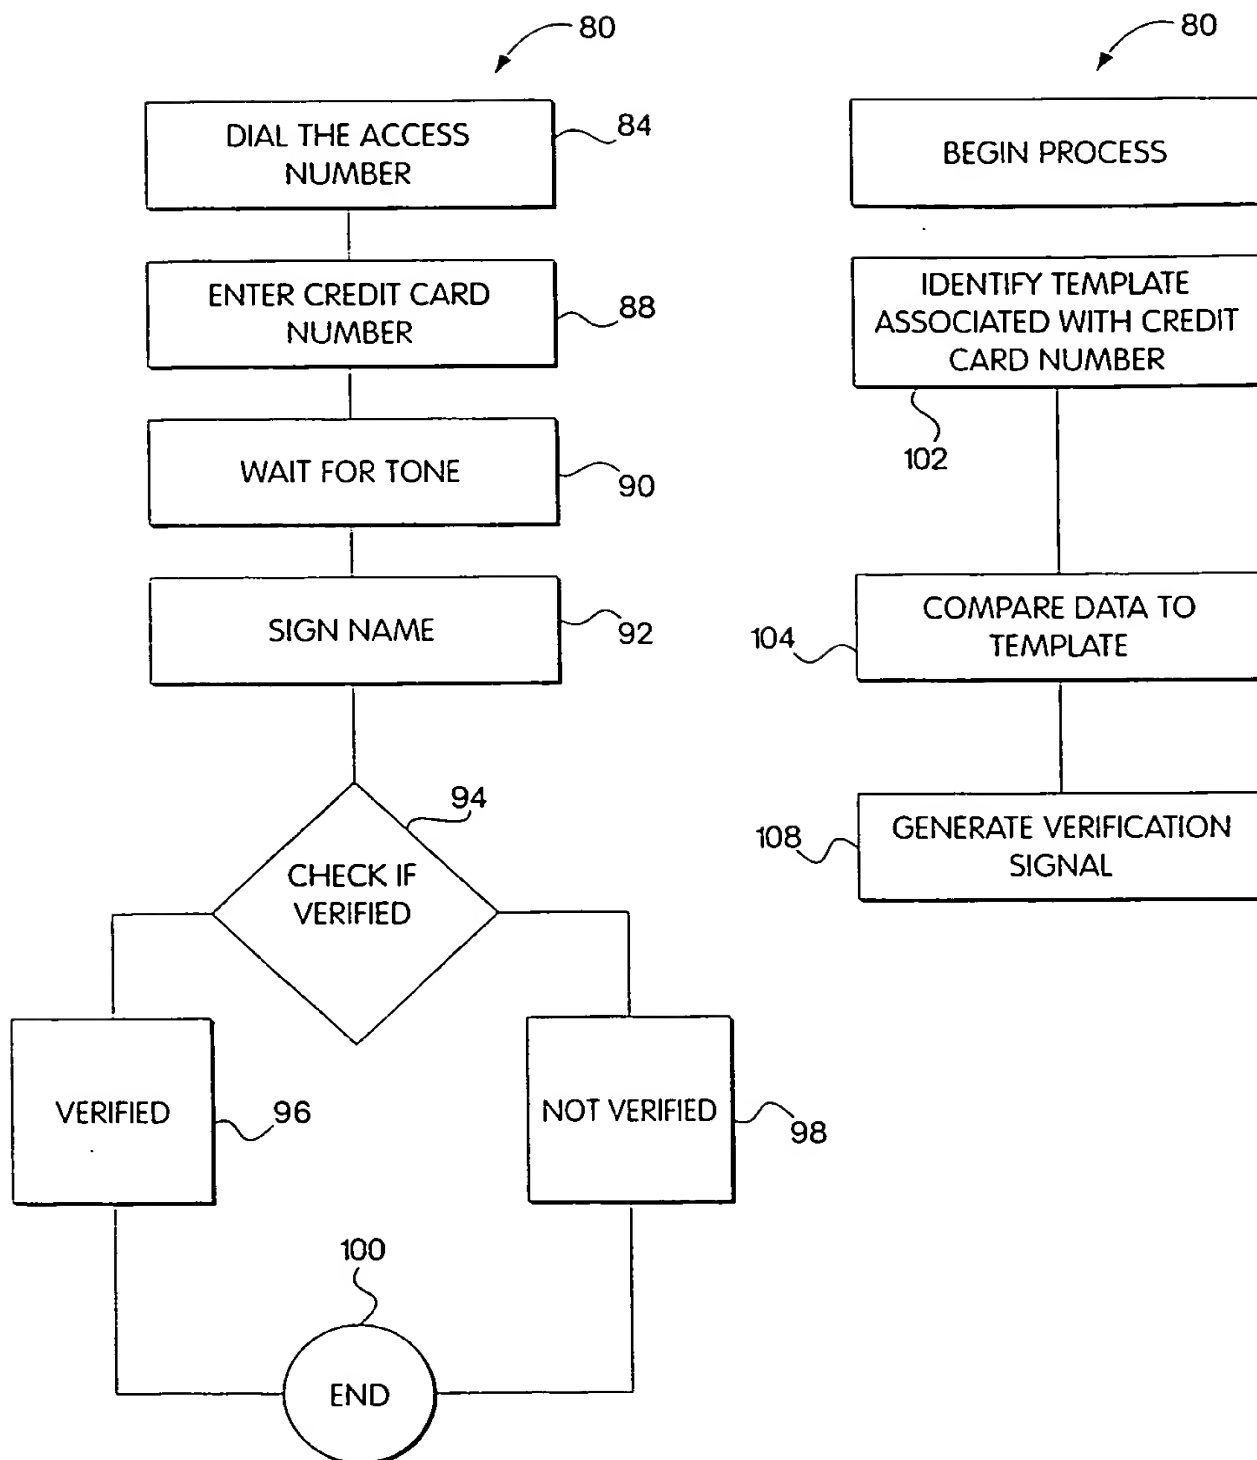 80
DIAL THE ACCESS
NUMBER
84
ENTER CREDIT CARD
NUMBER
88
WAIT FOR TONE
90
SIGN NAME
92
94
CHECK IF
VERIFIED
VERIFIED
96
NOT VERIFIED
98
100
END
80
BEGIN PROCESS
IDENTIFY TEMPLATE
ASSOCIATED WITH CREDIT
CARD NUMBER
102
COMPARE DATA TO
TEMPLATE
104
GENERATE VERIFICATION
SIGNAL
108